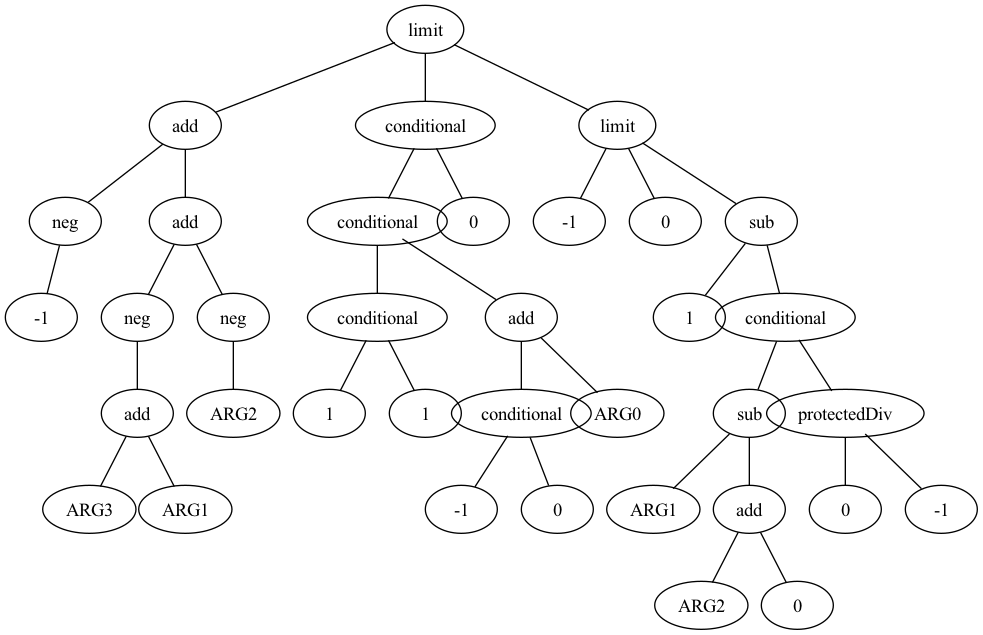 limit
add conditional limit
neg add conditional 0 -1 0 sub
-1 neg neg conditional add 1 conditional
add ARG2 1 1 conditional ARG0 sub protectedDiv
ARG3 ARG1 -1 0 ARG1 add 0 -1
ARG2 0